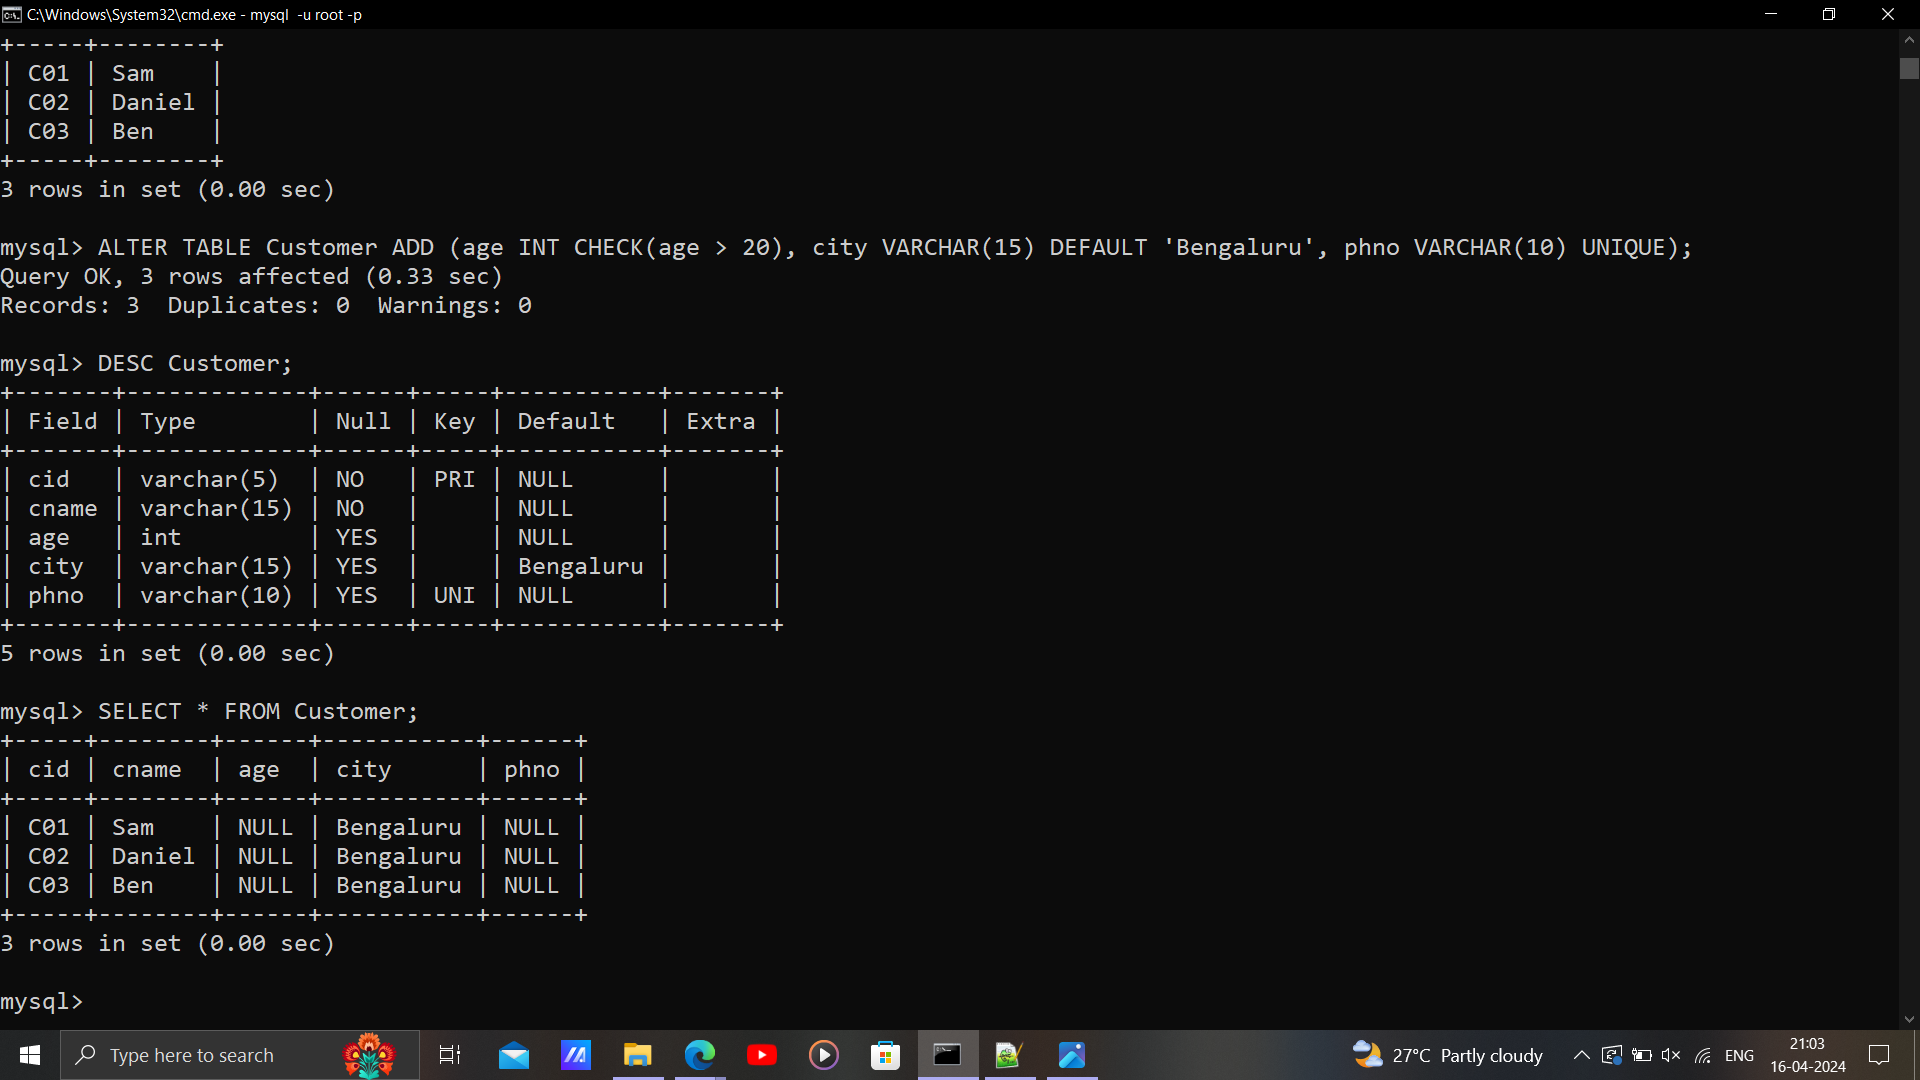 C:\Windows\System32\cmd.exe - mysql  -u root -p
+-----+--------+
| C01 | Sam    |
| C02 | Daniel |
| C03 | Ben    |
+-----+--------+
3 rows in set (0.00 sec)
mysql> ALTER TABLE Customer ADD (age INT CHECK(age > 20), city VARCHAR(15) DEFAULT 'Bengaluru', phno VARCHAR(10) UNIQUE);
Query OK, 3 rows affected (0.33 sec)
Records: 3  Duplicates: 0  Warnings: 0
mysql> DESC Customer;
+-------+-------------+------+-----+-----------+-------+
| Field | Type        | Null | Key | Default   | Extra |
+-------+-------------+------+-----+-----------+-------+
| cid   | varchar(5)  | NO   | PRI | NULL      |       |
| cname | varchar(15) | NO   |     | NULL      |       |
| age   | int         | YES  |     | NULL      |       |
| city  | varchar(15) | YES  |     | Bengaluru |       |
| phno  | varchar(10) | YES  | UNI | NULL      |       |
+-------+-------------+------+-----+-----------+-------+
5 rows in set (0.00 sec)
mysql> SELECT * FROM Customer;
+-----+--------+------+-----------+------+
| cid | cname  | age  | city      | phno |
+-----+--------+------+-----------+------+
| C01 | Sam    | NULL | Bengaluru | NULL |
| C02 | Daniel | NULL | Bengaluru | NULL |
| C03 | Ben    | NULL | Bengaluru | NULL |
+-----+--------+------+-----------+------+
3 rows in set (0.00 sec)
mysql>
Type here to search
27°C  Partly cloudy
ENG
21:03
16-04-2024